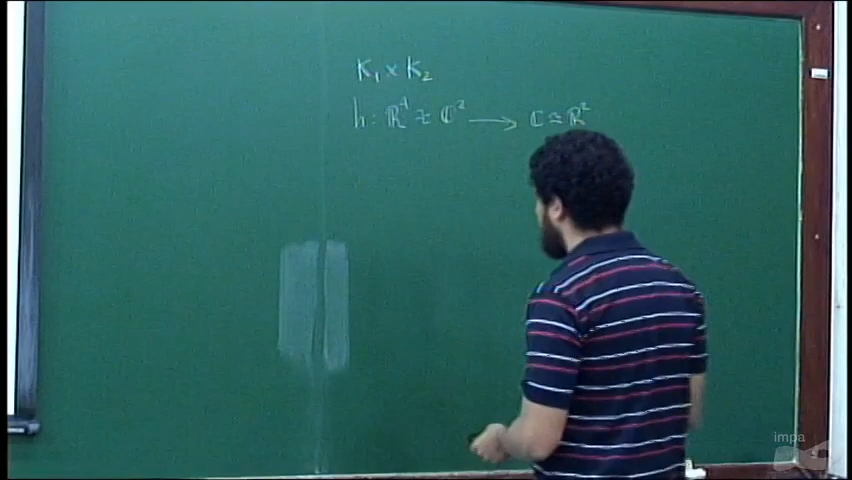 K₁ × K₂
h: ℝ⁴ ≈ ℂ² ⟶ ℂ ≈ ℝ²
impa